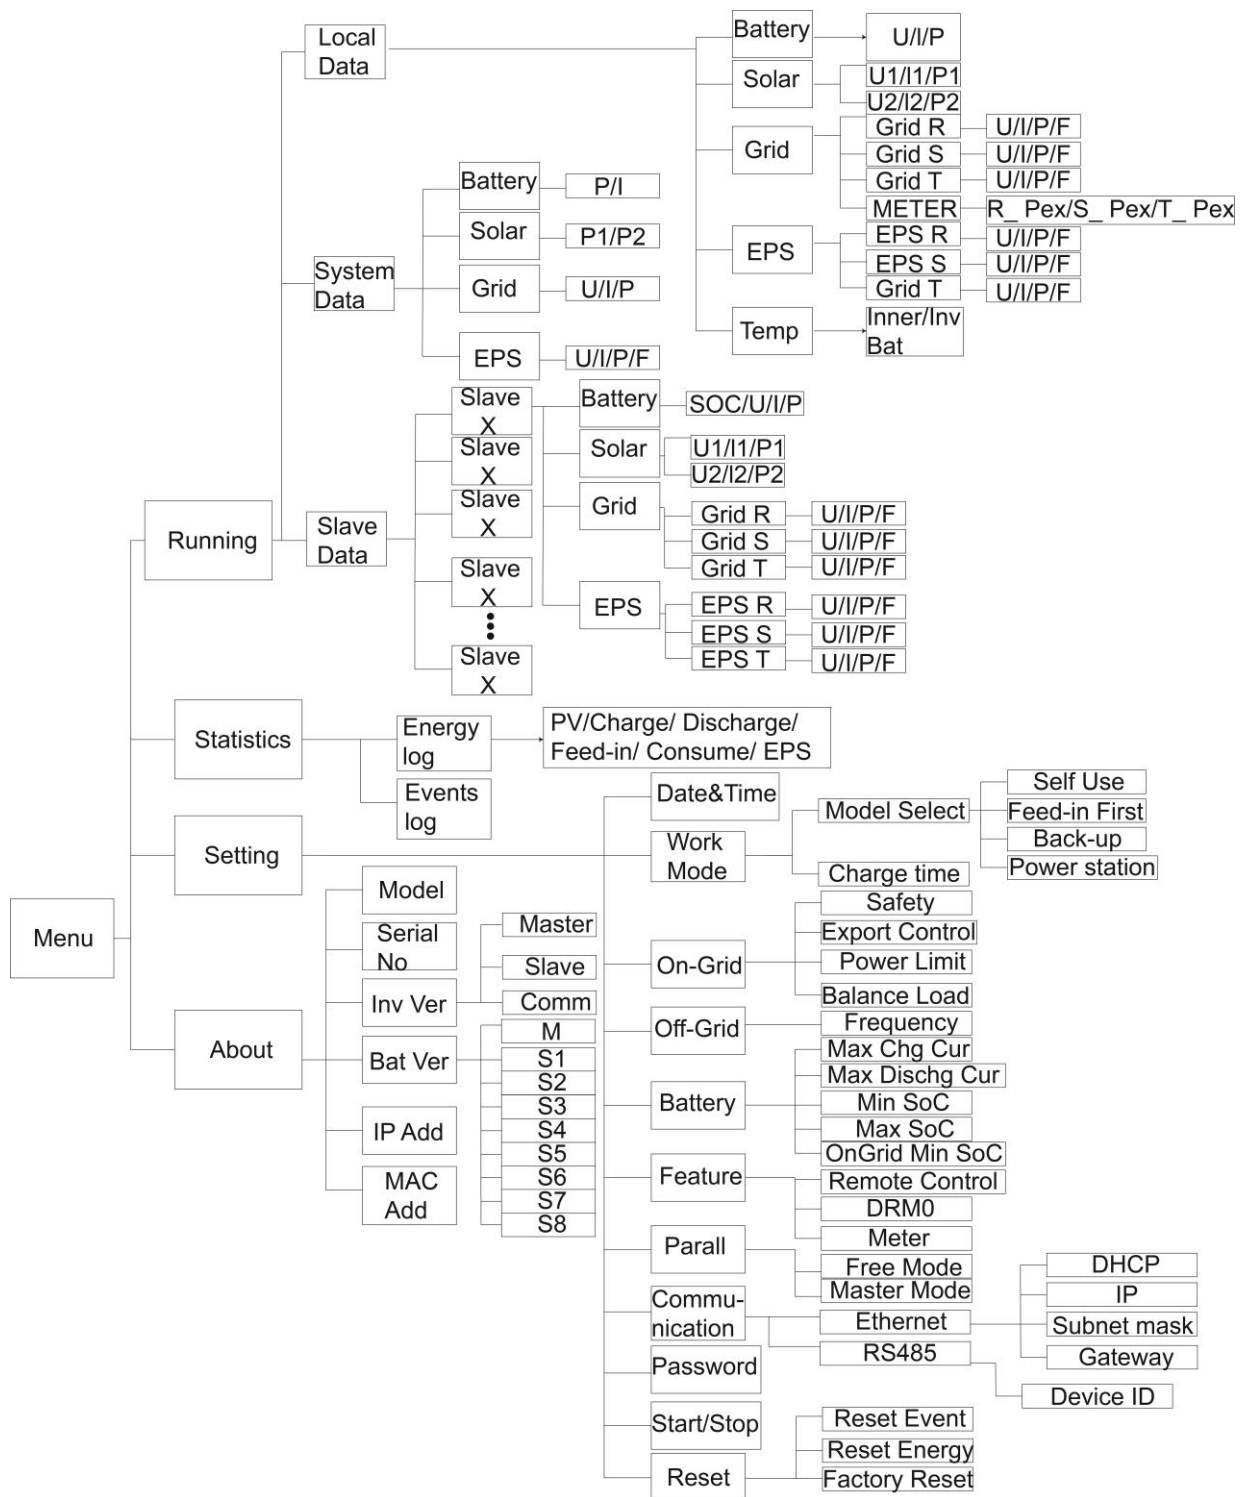 Local
Data
Battery
U/I/P
Solar
U1/I1/P1
U2/I2/P2
Grid
Grid R
U/I/P/F
Grid S
U/I/P/F
Grid T
U/I/P/F
METER
R_ Pex/S_ Pex/T_ Pex
EPS
EPS R
U/I/P/F
EPS S
U/I/P/F
Grid T
U/I/P/F
Temp
Inner/Inv
Bat
System
Data
Battery
P/I
Solar
P1/P2
Grid
U/I/P
EPS
U/I/P/F
Running
Slave
Data
Slave
X
Slave
X
Slave
X
Slave
X
Slave
X
Battery
SOC/U/I/P
Solar
U1/I1/P1
U2/I2/P2
Grid
Grid R
U/I/P/F
Grid S
U/I/P/F
Grid T
U/I/P/F
EPS
EPS R
U/I/P/F
EPS S
U/I/P/F
EPS T
U/I/P/F
Statistics
Energy
log
PV/Charge/ Discharge/
Feed-in/ Consume/ EPS
Events
log
Menu
Setting
Date&Time
Work
Mode
Model Select
Self Use
Feed-in First
Back-up
Power station
Charge time
On-Grid
Safety
Export Control
Power Limit
Balance Load
Off-Grid
Frequency
Battery
Max Chg Cur
Max Dischg Cur
Min SoC
Max SoC
OnGrid Min SoC
Feature
Remote Control
DRM0
Meter
Parall
Free Mode
Master Mode
Commu-
nication
Ethernet
DHCP
IP
Subnet mask
Gateway
RS485
Device ID
Password
Start/Stop
Reset
Reset Event
Reset Energy
Factory Reset
About
Model
Serial
No
Inv Ver
Master
Slave
Comm
Bat Ver
M
S1
S2
S3
S4
S5
S6
S7
S8
IP Add
MAC
Add